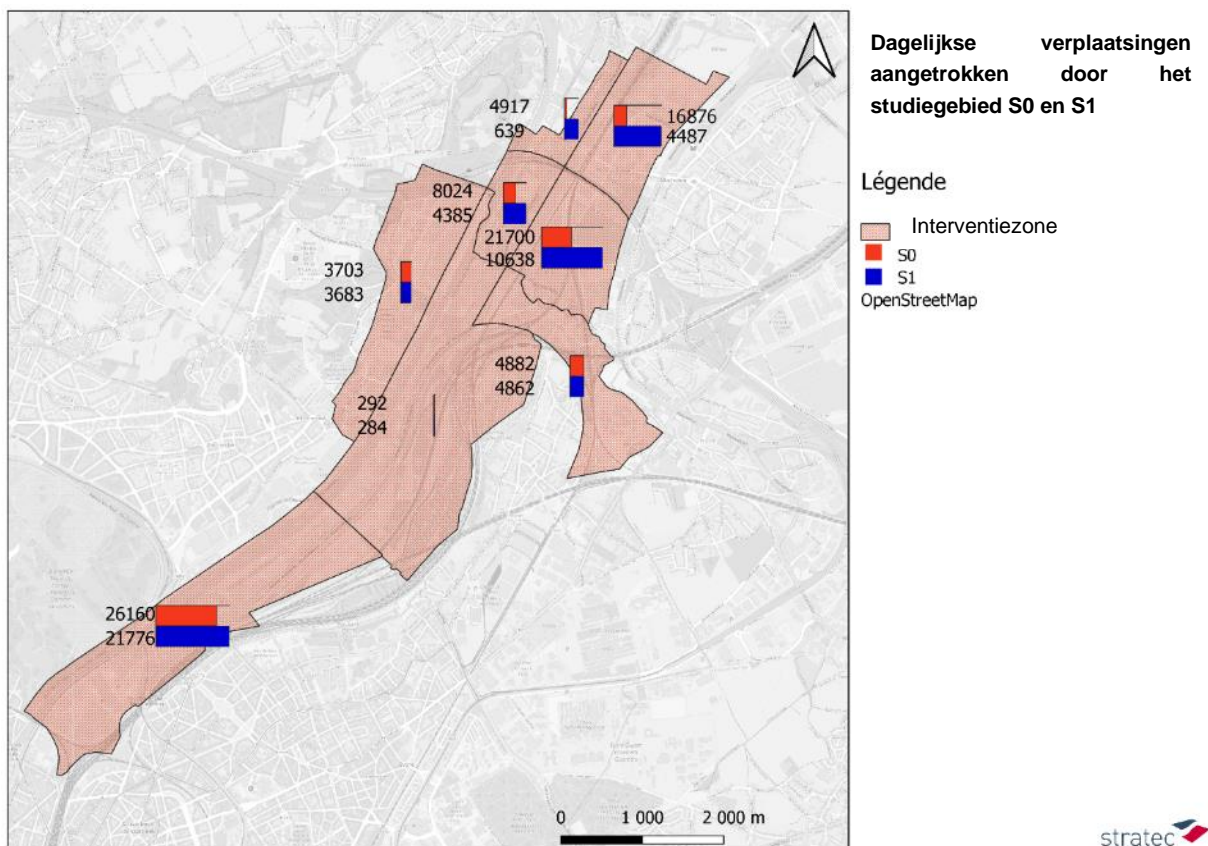 Dagelijkse verplaatsingen
aangetrokken door het
studiegebied S0 en S1
Légende
Interventiezone
S0
S1
OpenStreetMap
4917
639
16876
4487
8024
4385
21700
10638
3703
3683
4882
4862
292
284
26160
21776
0 1 000 2 000 m
stratec